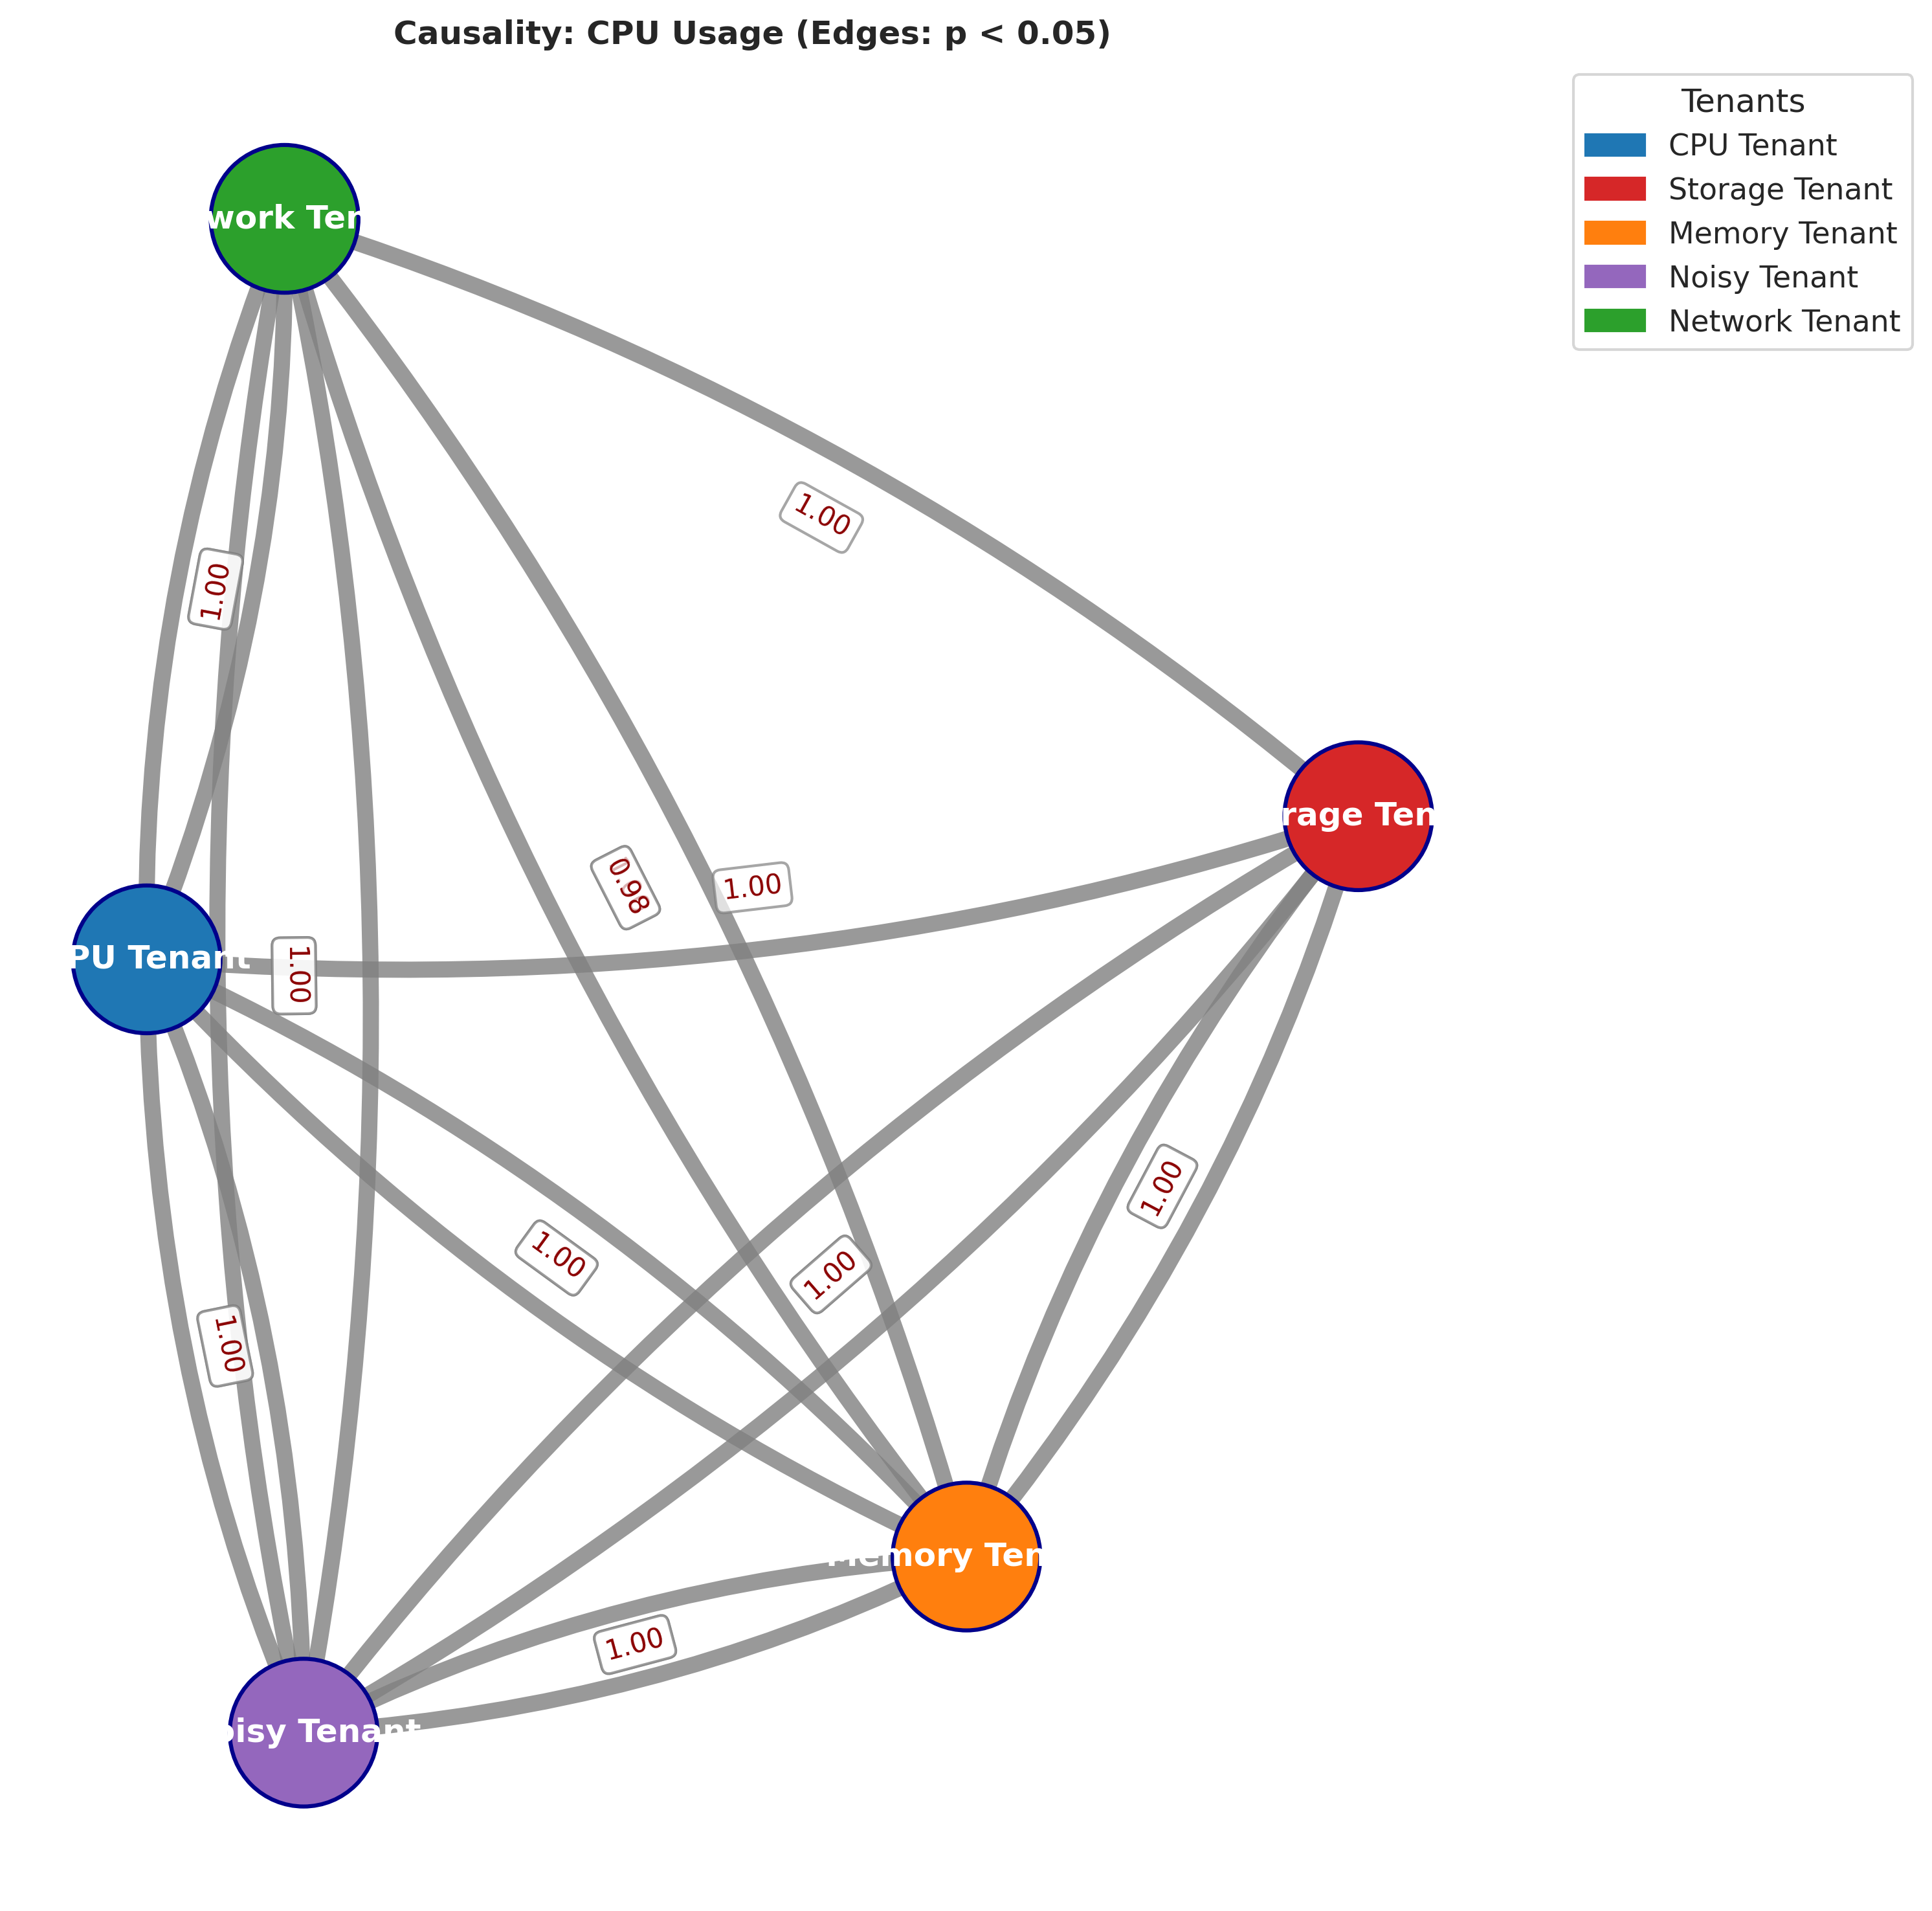 Causality: CPU Usage (Edges: p < 0.05)
Tenants
CPU Tenant
Storage Tenant
Memory Tenant
Noisy Tenant
Network Tenant
work Ten
1.00
1.00
rage Ten
0.98
1.00
PU Tenant
1.00
1.00
1.00
1.00
1.00
Memory Ten
1.00
oisy Tenant